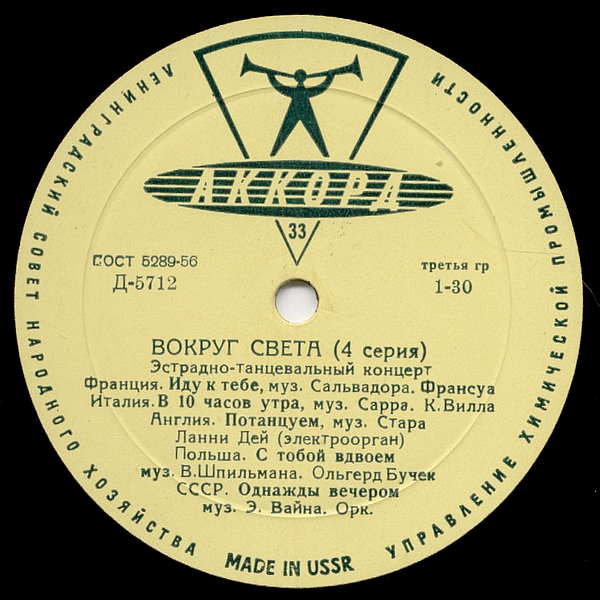 ЛЕНИНГРАДСКИЙ СОВЕТ НАРОДНОГО ХОЗЯЙСТВА
УПРАВЛЕНИЕ ХИМИЧЕСКОЙ ПРОМЫШЛЕННОСТИ
АККОРД
33
ГОСТ 5289-56
Д-5712
третья гр
1-30
ВОКРУГ СВЕТА (4 серия)
Эстрадно-танцевальный концерт
Франция. Иду к тебе, муз. Сальвадора. Франсуа
Италия. В 10 часов утра, муз. Сарра. К.Вилла
Англия. Потанцуем, муз. Стара
Ланни Дей (электроорган)
Польша. С тобой вдвоем
муз. В.Шпильмана. Ольгерд Бучек
СССР. Однажды вечером
муз. Э. Вайна. Орк.
MADE IN USSR